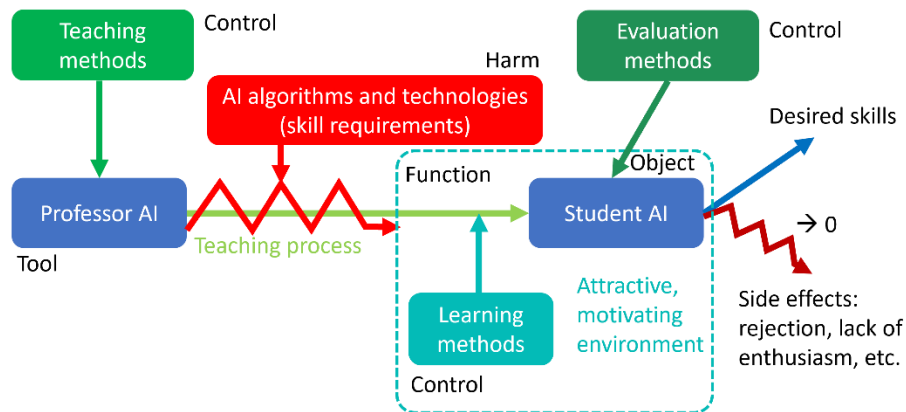 Teaching
methods
Control
Harm
AI algorithms and technologies
(skill requirements)
Evaluation
methods
Control
Desired skills
Function
Object
Professor AI
Tool
Teaching process
Student AI
→ 0
Learning
methods
Control
Attractive,
motivating
environment
Side effects:
rejection, lack of
enthusiasm, etc.